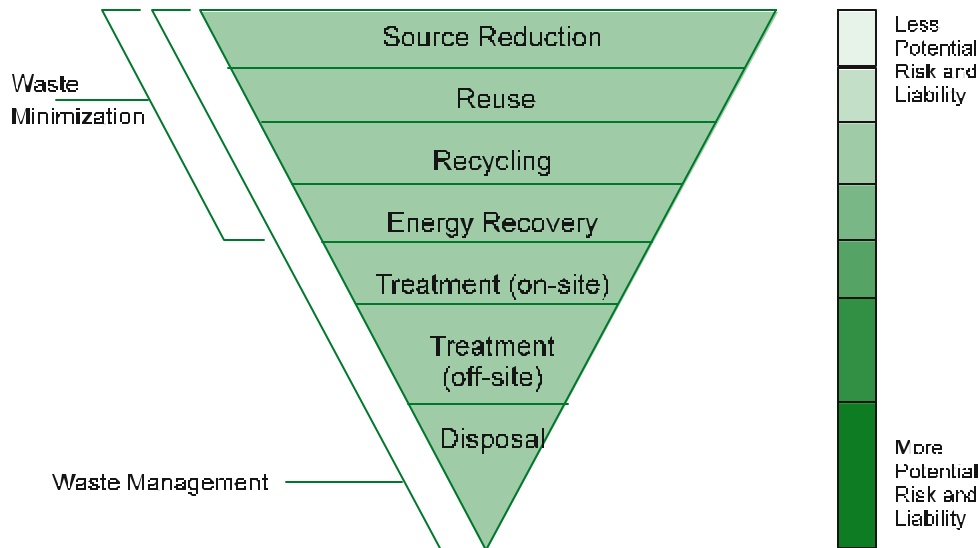 Source Reduction
Reuse
Recycling
Energy Recovery
Treatment (on-site)
Treatment
(off-site)
Disposal
Waste
Minimization
Waste Management
Less
Potential
Risk and
Liability
More
Potential
Risk and
Liability